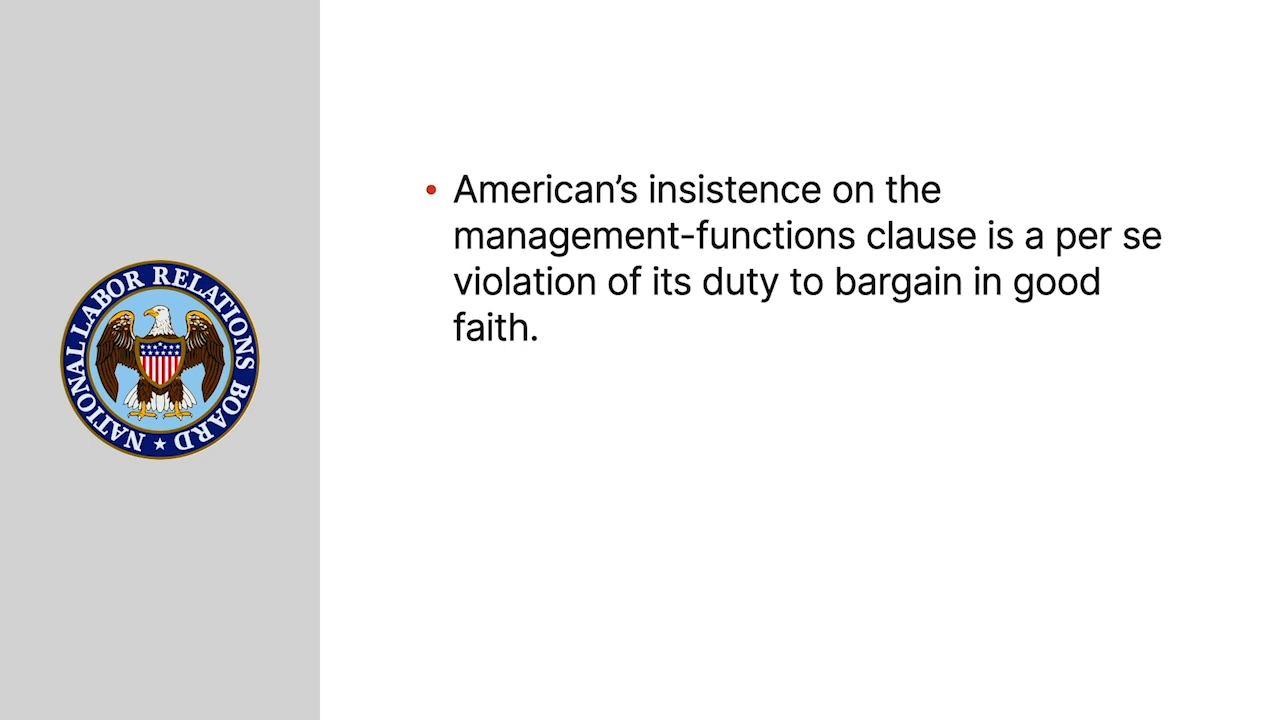 NATIONAL LABOR RELATIONS BOARD
• American’s insistence on the
management-functions clause is a per se
violation of its duty to bargain in good
faith.